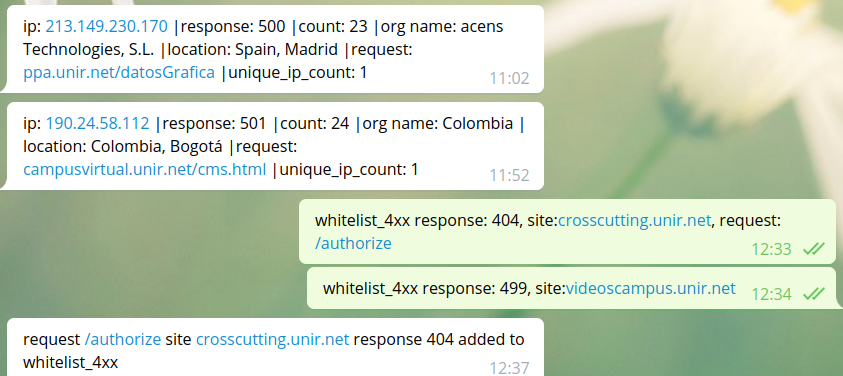 ip: 213.149.230.170 |response: 500 |count: 23 |org name: acens
Technologies, S.L. |location: Spain, Madrid |request:
ppa.unir.net/datosGrafica |unique_ip_count: 1
11:02
ip: 190.24.58.112 |response: 501 |count: 24 |org name: Colombia |
location: Colombia, Bogotá |request:
campusvirtual.unir.net/cms.html |unique_ip_count: 1
11:52
whitelist_4xx response: 404, site:crosscutting.unir.net, request:
/authorize
12:33
whitelist_4xx response: 499, site:videoscampus.unir.net
12:34
request /authorize site crosscutting.unir.net response 404 added to
whitelist_4xx
12:37